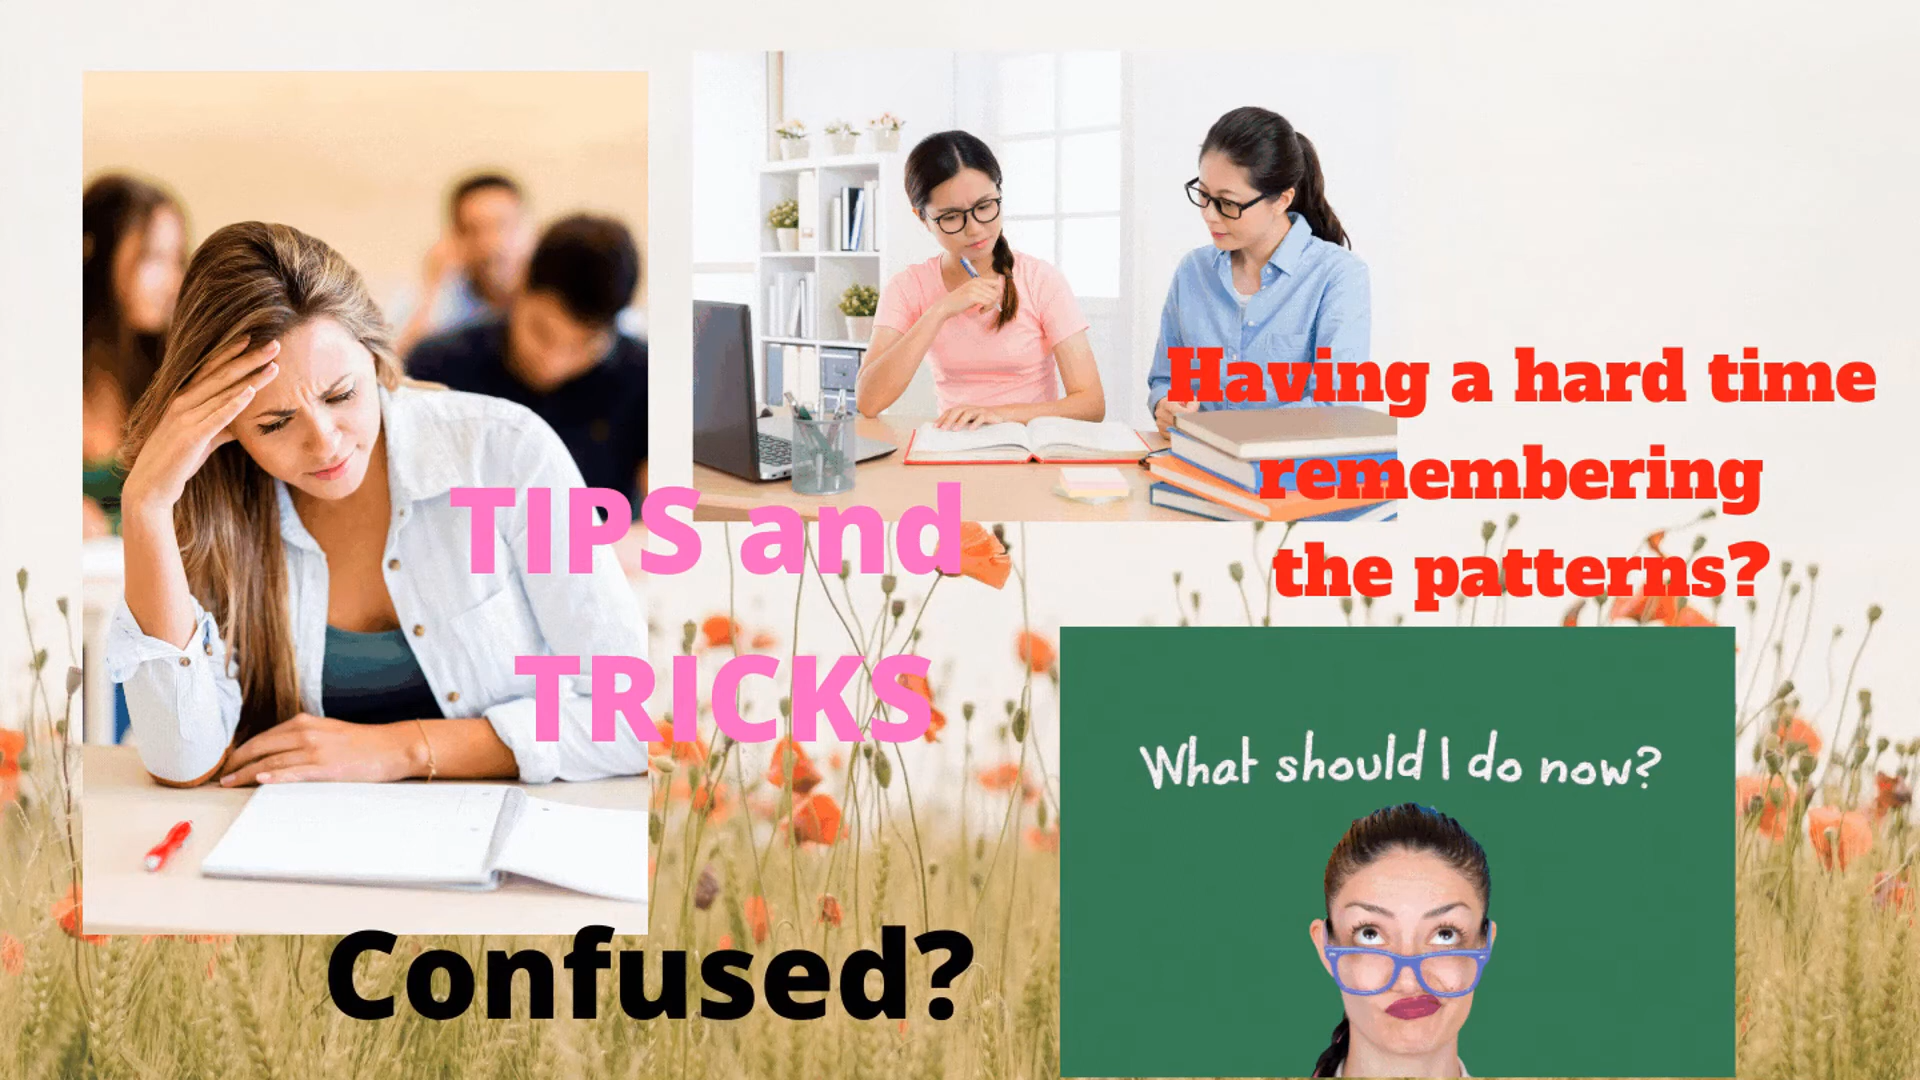 Having a hard time
remembering
the patterns?
TIPS and
TRICKS
What should I do now?
Confused?